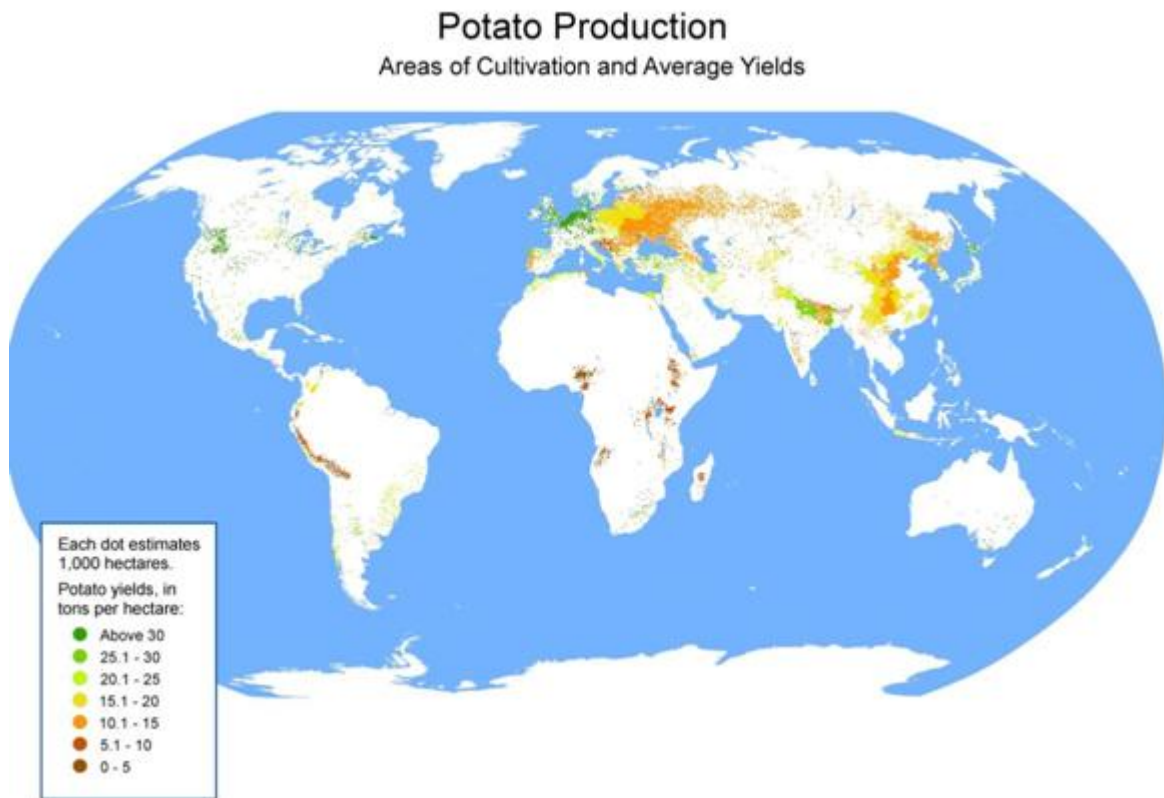 Potato Production
Areas of Cultivation and Average Yields
Each dot estimates
1,000 hectares.
Potato yields, in
tons per hectare:
Above 30
25.1 - 30
20.1 - 25
15.1 - 20
10.1 - 15
5.1 - 10
0 - 5